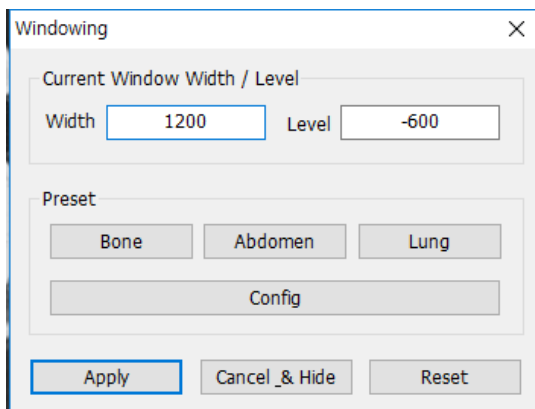 Windowing
Current Window Width / Level
Width 1200 Level -600
Preset
Bone Abdomen Lung
Config
Apply Cancel _& Hide Reset